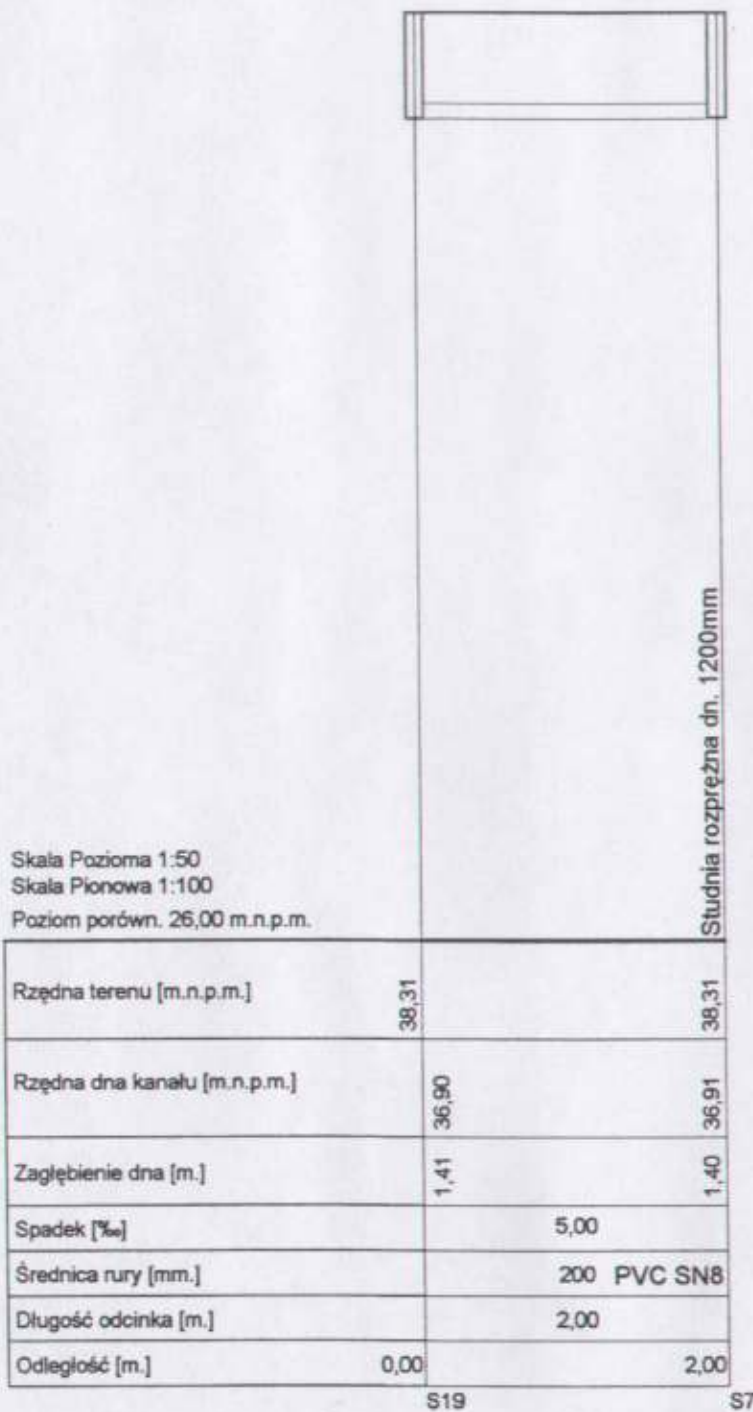 Studnia rozprężna dn. 1200mm
Skala Pozioma 1:50
Skala Pionowa 1:100
Poziom porówn. 26,00 m.n.p.m.
Rzędna terenu [m.n.p.m.] 38,31 38,31
Rzędna dna kanału [m.n.p.m.] 36,90 36,91
Zagłębienie dna [m.] 1,41 1,40
Spadek [‰] 5,00
Średnica rury [mm.] 200 PVC SN8
Długość odcinka [m.] 2,00
Odległość [m.] 0,00 2,00
S19 S7